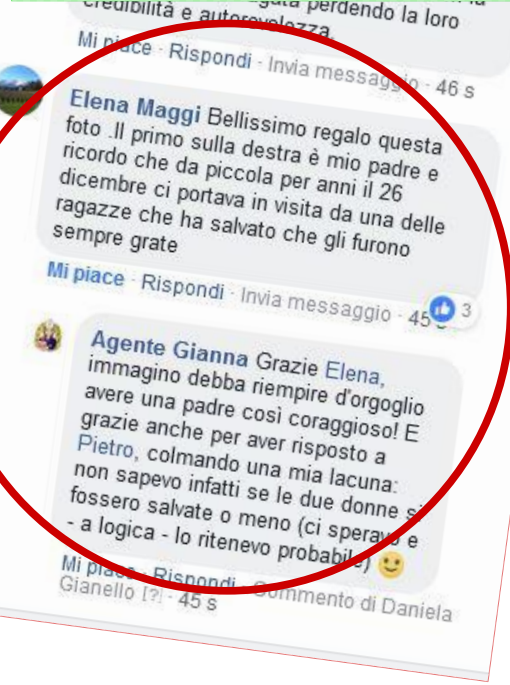 credibilità e autorevolezza.
perdendo la loro
Mi piace · Rispondi · Invia messaggio · 46 s
Elena Maggi Bellissimo regalo questa
foto .Il primo sulla destra è mio padre e
ricordo che da piccola per anni il 26
dicembre ci portava in visita da una delle
ragazze che ha salvato che gli furono
sempre grate
Mi piace · Rispondi · Invia messaggio · 45
3
Agente Gianna Grazie Elena,
immagino debba riempire d'orgoglio
avere una padre così coraggioso! E
grazie anche per aver risposto a
Pietro, colmando una mia lacuna:
non sapevo infatti se le due donne si
fossero salvate o meno (ci speravo e
- a logica - lo ritenevo probabile)
Mi piace · Rispondi · Commento di Daniela
Gianello [?] · 45 s